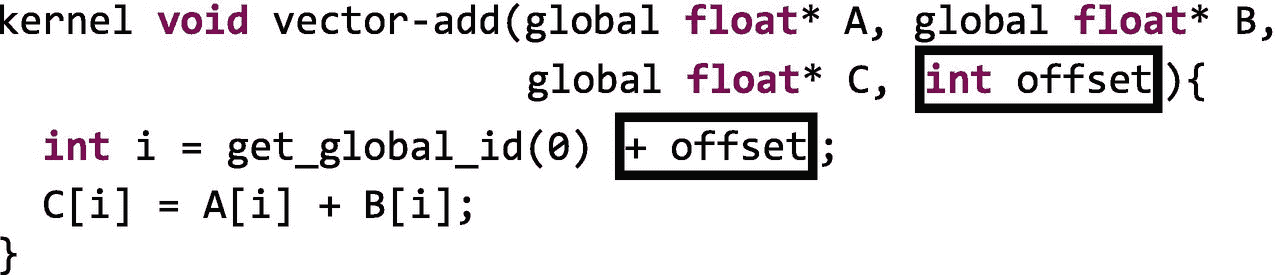 kernel void vector-add(global float* A, global float* B,
global float* C, int offset){
int i = get_global_id(0) + offset;
C[i] = A[i] + B[i];
}